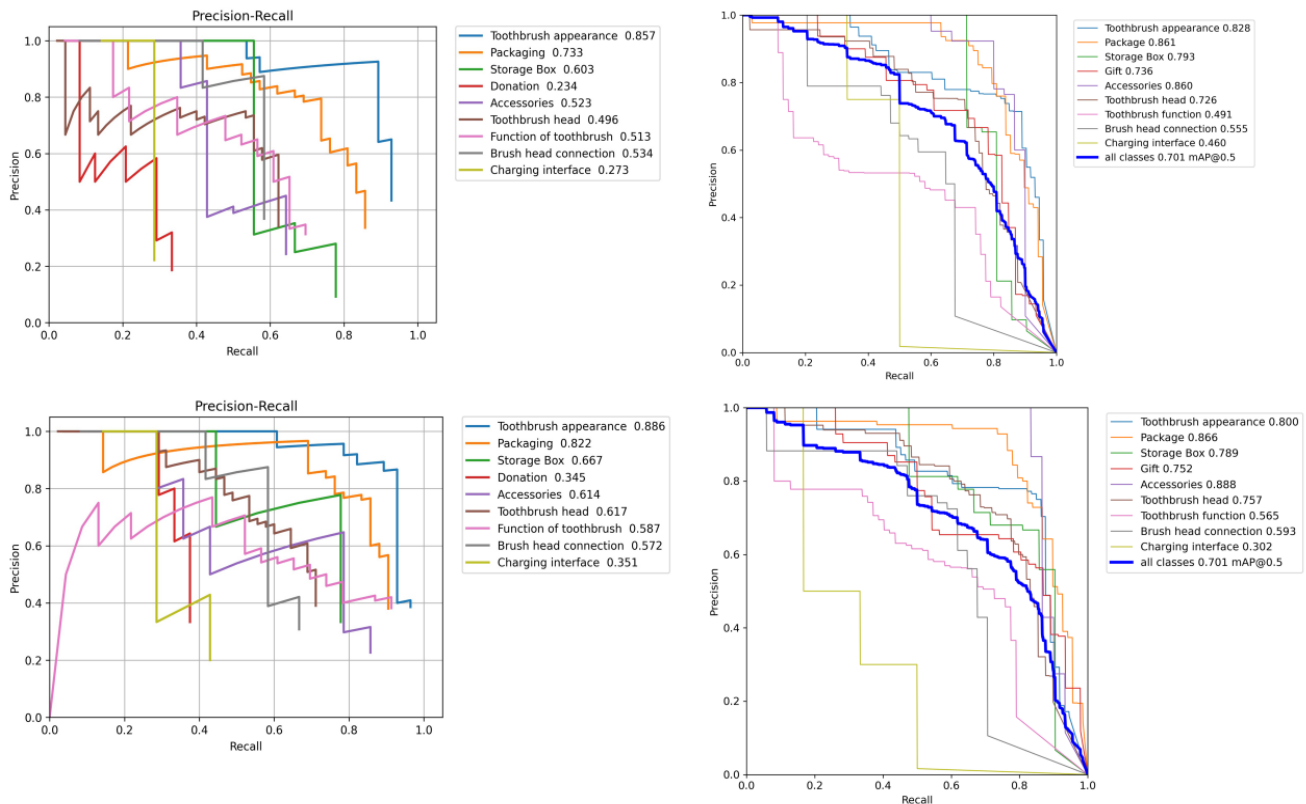 Precision-Recall
1.0
0.8
0.6
0.4
0.2
0.0
Precision
0.0 0.2 0.4 0.6 0.8 1.0
Recall
Toothbrush appearance 0.857
Packaging 0.733
Storage Box 0.603
Donation 0.234
Accessories 0.523
Toothbrush head 0.496
Function of toothbrush 0.513
Brush head connection 0.534
Charging interface 0.273
1.0
0.8
0.6
0.4
0.2
0.0
Precision
0.0 0.2 0.4 0.6 0.8 1.0
Recall
Toothbrush appearance 0.828
Package 0.861
Storage Box 0.793
Gift 0.736
Accessories 0.860
Toothbrush head 0.726
Toothbrush function 0.491
Brush head connection 0.555
Charging interface 0.460
all classes 0.701 mAP@0.5
Precision-Recall
1.0
0.8
0.6
0.4
0.2
0.0
Precision
0.0 0.2 0.4 0.6 0.8 1.0
Recall
Toothbrush appearance 0.886
Packaging 0.822
Storage Box 0.667
Donation 0.345
Accessories 0.614
Toothbrush head 0.617
Function of toothbrush 0.587
Brush head connection 0.572
Charging interface 0.351
1.0
0.8
0.6
0.4
0.2
0.0
Precision
0.0 0.2 0.4 0.6 0.8 1.0
Recall
Toothbrush appearance 0.800
Package 0.866
Storage Box 0.789
Gift 0.752
Accessories 0.888
Toothbrush head 0.757
Toothbrush function 0.565
Brush head connection 0.593
Charging interface 0.302
all classes 0.701 mAP@0.5